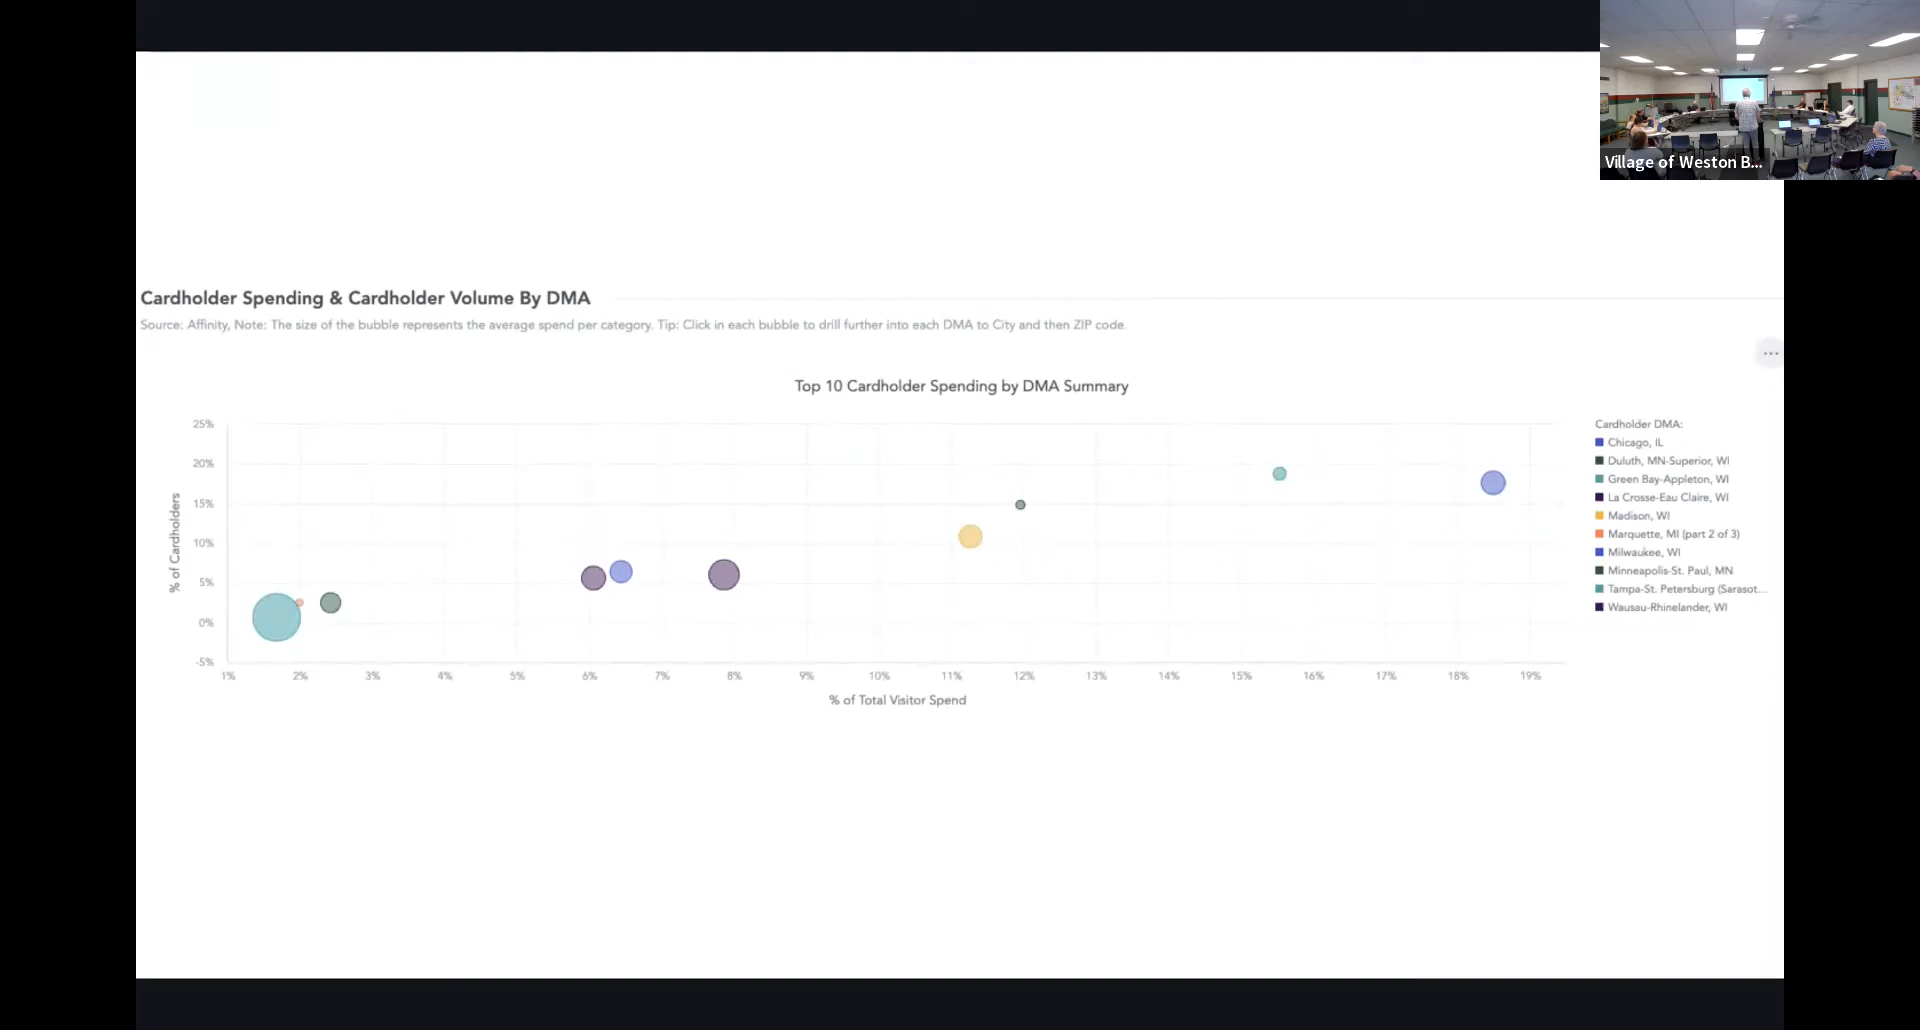 Village of Weston B...
Cardholder Spending & Cardholder Volume By DMA
Source: Affinity, Note: The size of the bubble represents the average spend per category. Tip: Click in each bubble to drill further into each DMA to City and then ZIP code.
...
Top 10 Cardholder Spending by DMA Summary
% of Cardholders
25%
20%
15%
10%
5%
0%
-5%
1% 2% 3% 4% 5% 6% 7% 8% 9% 10% 11% 12% 13% 14% 15% 16% 17% 18% 19%
% of Total Visitor Spend
Cardholder DMA:
Chicago, IL
Duluth, MN-Superior, WI
Green Bay-Appleton, WI
La Crosse-Eau Claire, WI
Madison, WI
Marquette, MI (part 2 of 3)
Milwaukee, WI
Minneapolis-St. Paul, MN
Tampa-St. Petersburg (Sarasot...
Wausau-Rhinelander, WI